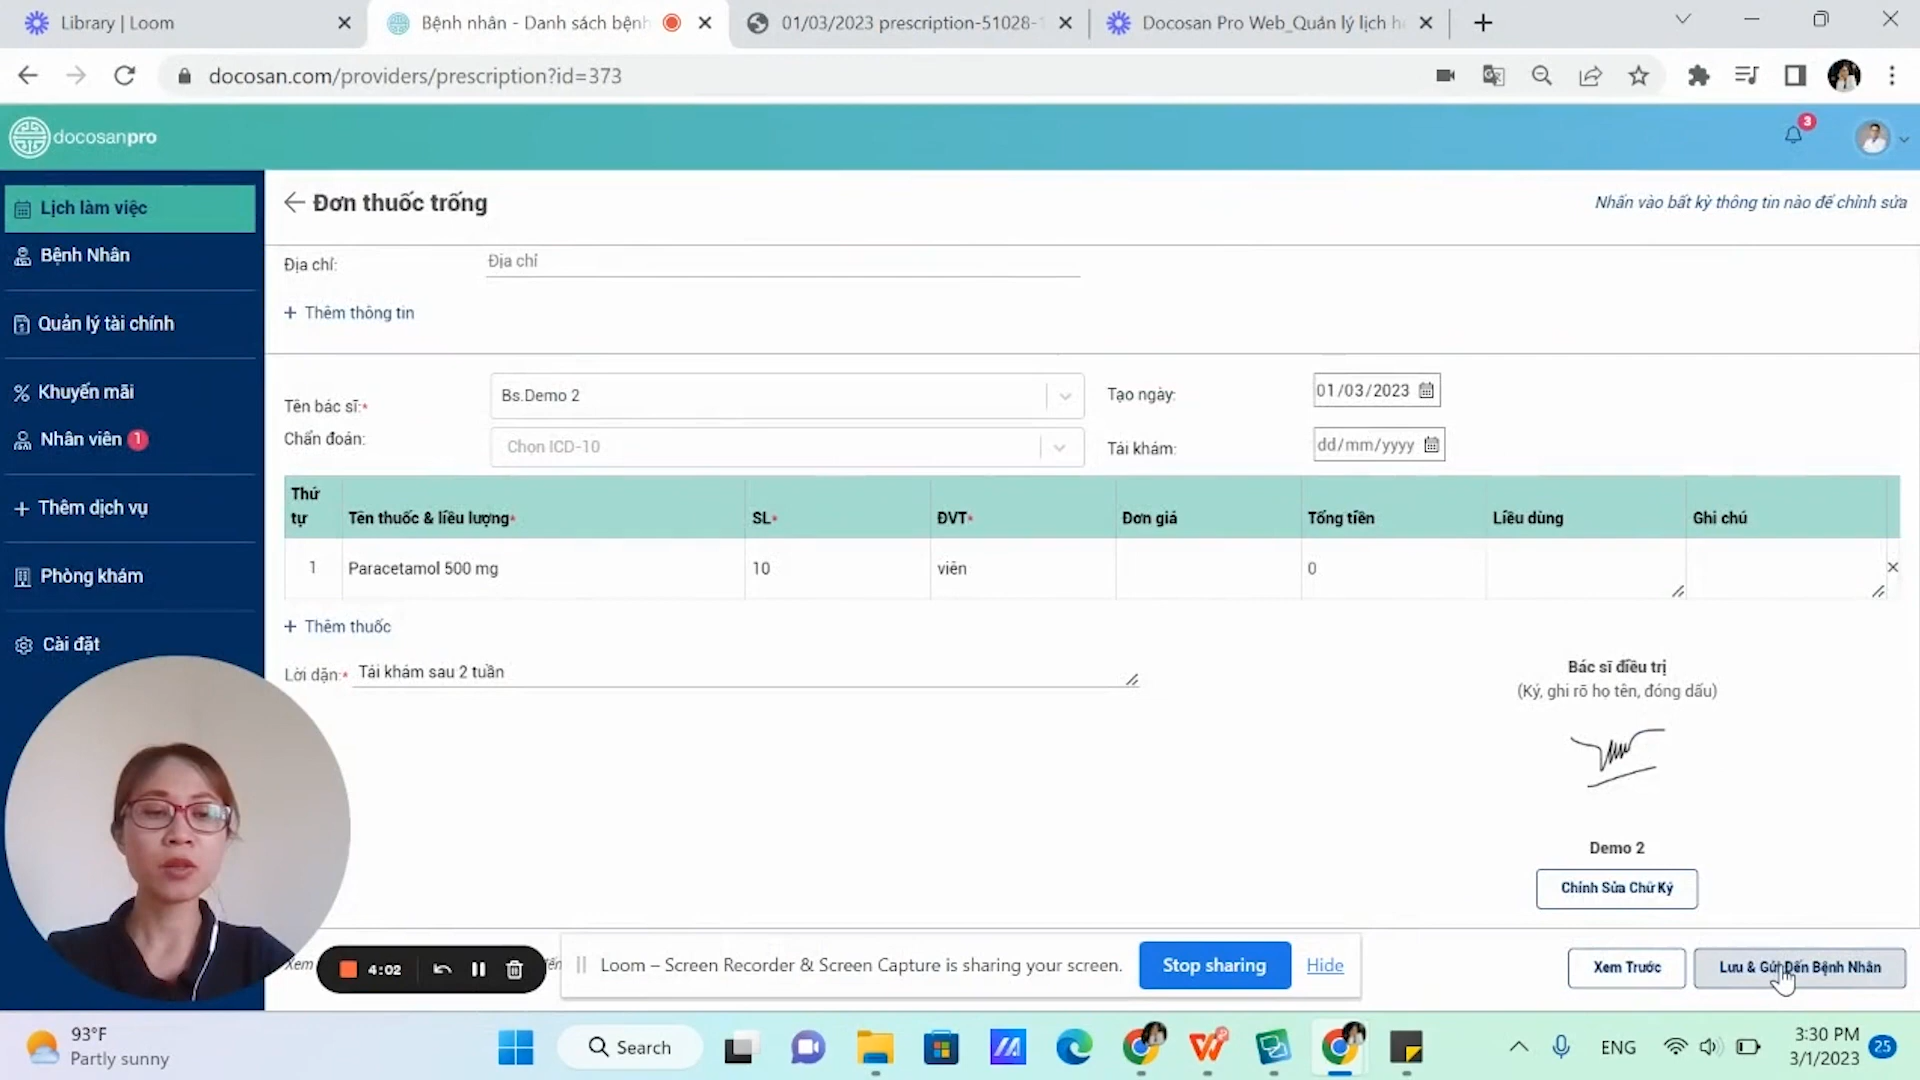 Library | Loom
Bệnh nhân - Danh sách bệnh
01/03/2023 prescription-51028-
Docosan Pro Web_Quản lý lịch h
docosan.com/providers/prescription?id=373
docosanpro
3
Lịch làm việc
Bệnh Nhân
Quản lý tài chính
Khuyến mãi
Nhân viên 1
Thêm dịch vụ
Phòng khám
Cài đặt
Đơn thuốc trống
Nhấn vào bất kỳ thông tin nào để chỉnh sửa
Địa chỉ: Địa chỉ
+ Thêm thông tin
Tên bác sĩ:* Bs.Demo 2 Tạo ngày: 01/03/2023
Chẩn đoán: Chọn ICD-10 Tái khám: dd/mm/yyyy
Thứ tự Tên thuốc & liều lượng* SL* ĐVT* Đơn giá Tổng tiền Liều dùng Ghi chú
1 Paracetamol 500 mg 10 viên 0
+ Thêm thuốc
Lời dặn:* Tái khám sau 2 tuần
Bác sĩ điều trị
(Ký, ghi rõ họ tên, đóng dấu)
Demo 2
Chỉnh Sửa Chữ Ký
Xem
4:02
Loom – Screen Recorder & Screen Capture is sharing your screen.
Stop sharing
Hide
Xem Trước
Lưu & Gửi Đến Bệnh Nhân
93°F
Partly sunny
Search
ENG
3:30 PM
3/1/2023
25